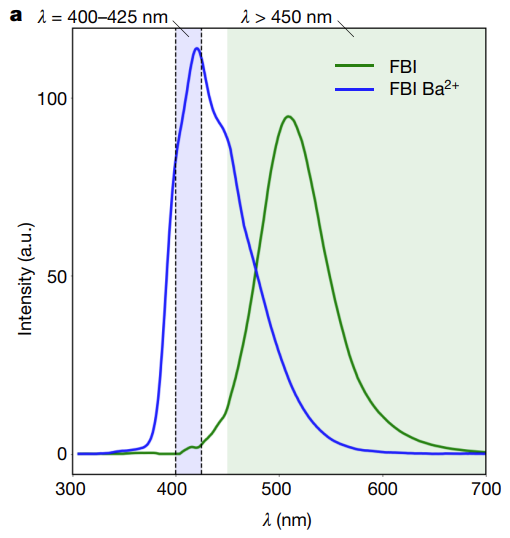 a λ = 400–425 nm λ > 450 nm
FBI
FBI Ba²⁺
100
50
0
Intensity (a.u.)
300 400 500 600 700
λ (nm)